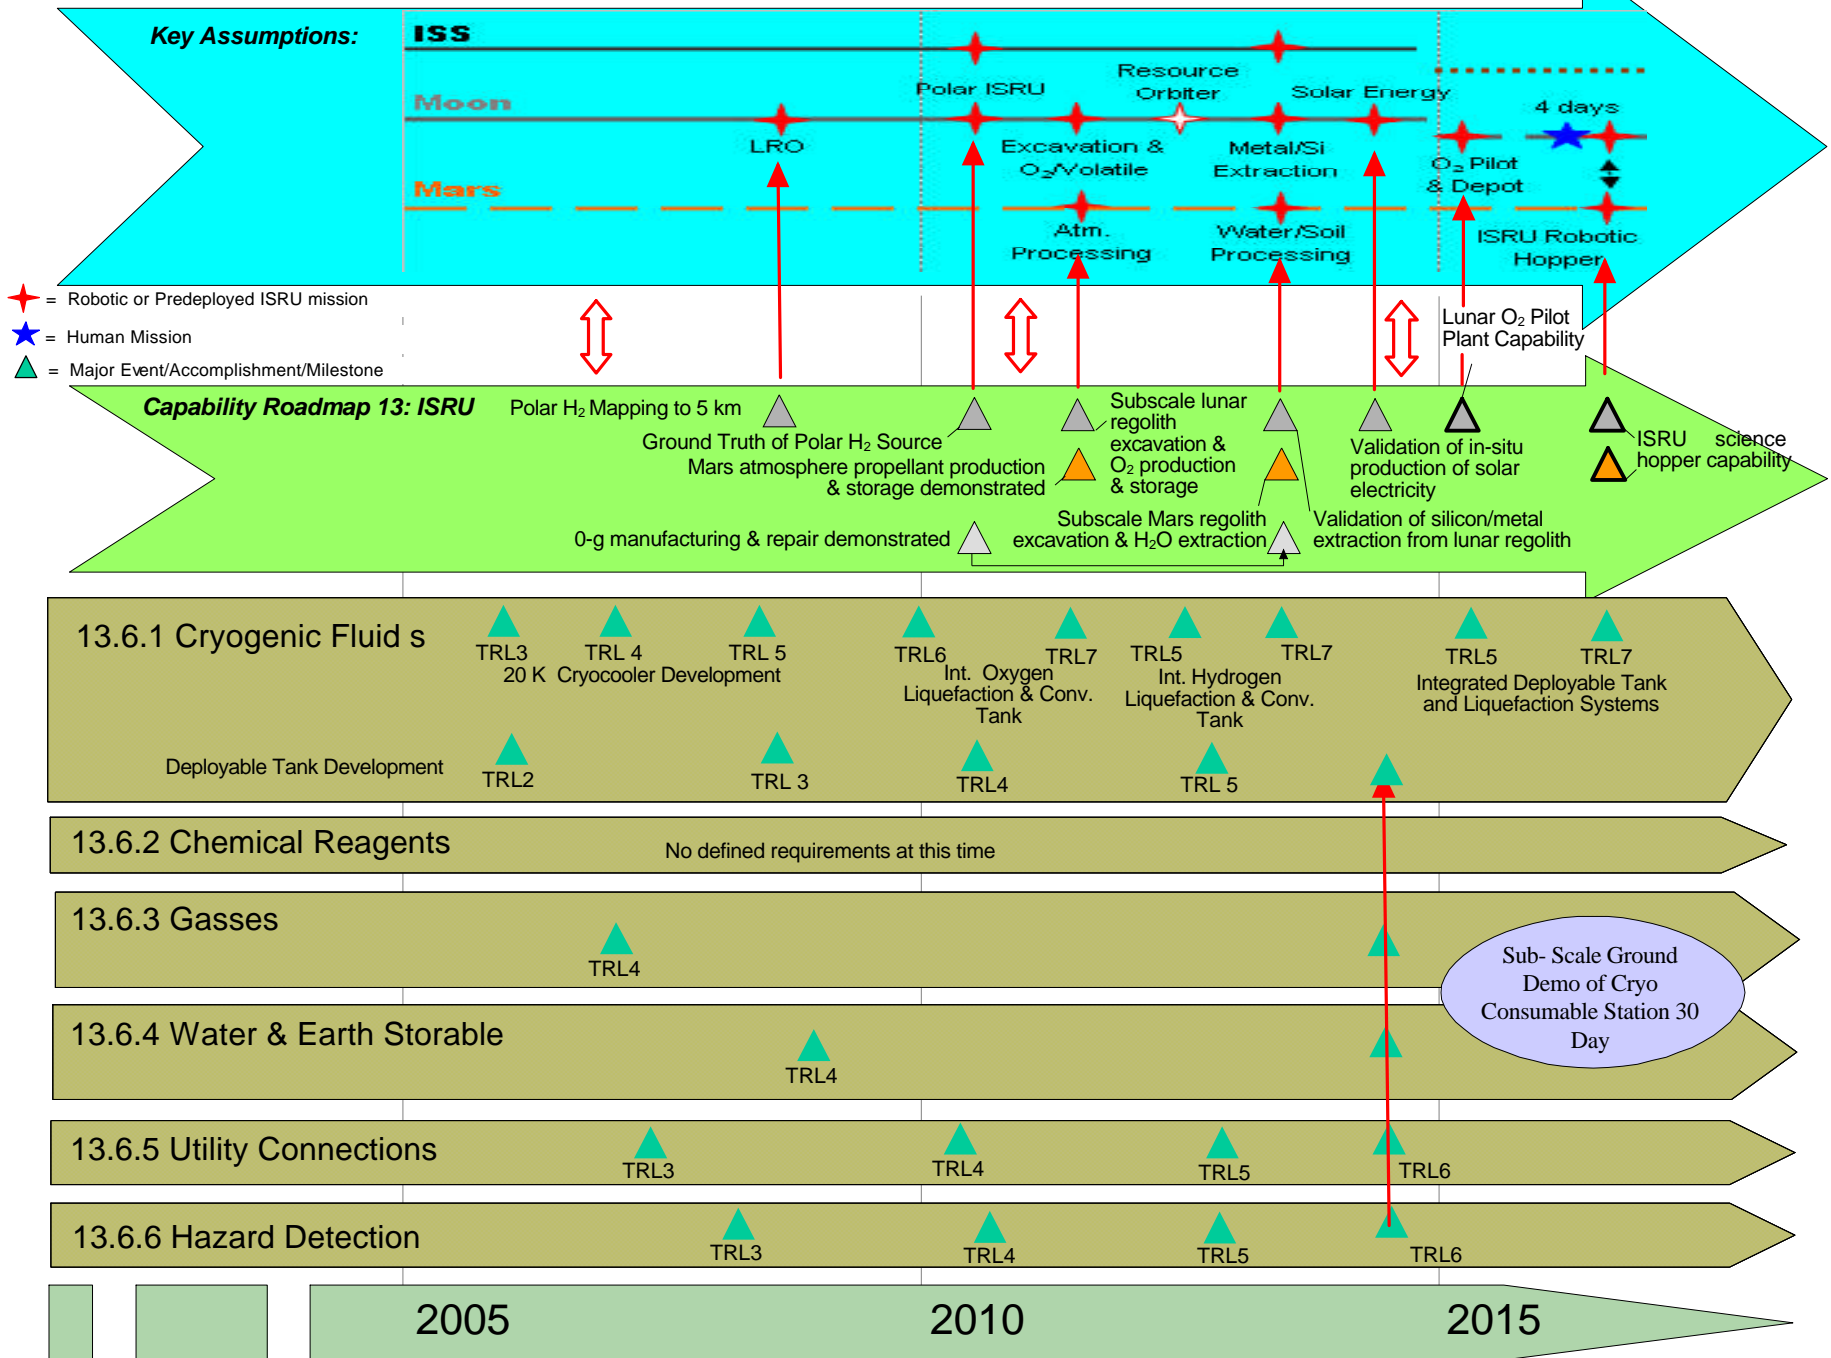 Key Assumptions:
ISS
Moon
Mars
Polar ISRU
Resource
Orbiter
Solar Energy
4 days
LRO
Excavation &
O2/Volatile
Metal/Si
Extraction
O2 Pilot
& Depot
Atm.
Processing
Water/Soil
Processing
ISRU Robotic
Hopper
= Robotic or Predeployed ISRU mission
= Human Mission
= Major Event/Accomplishment/Milestone
Lunar O2 Pilot
Plant Capability
Capability Roadmap 13: ISRU
Polar H2 Mapping to 5 km
Ground Truth of Polar H2 Source
Mars atmosphere propellant production
& storage demonstrated
Subscale lunar
regolith
excavation &
O2 production
& storage
Validation of in-situ
production of solar
electricity
ISRU science
hopper capability
0-g manufacturing & repair demonstrated
Subscale Mars regolith
excavation & H2O extraction
Validation of silicon/metal
extraction from lunar regolith
13.6.1 Cryogenic Fluid s
TRL3 TRL 4 TRL 5 TRL6 TRL7 TRL5 TRL7 TRL5 TRL7
20 K Cryocooler Development
Int. Oxygen
Liquefaction & Conv.
Tank
Int. Hydrogen
Liquefaction & Conv.
Tank
Integrated Deployable Tank
and Liquefaction Systems
Deployable Tank Development
TRL2 TRL 3 TRL4 TRL 5
13.6.2 Chemical Reagents
No defined requirements at this time
13.6.3 Gasses
TRL4
Sub- Scale Ground
Demo of Cryo
Consumable Station 30
Day
13.6.4 Water & Earth Storable
TRL4
13.6.5 Utility Connections
TRL3 TRL4 TRL5 TRL6
13.6.6 Hazard Detection
TRL3 TRL4 TRL5 TRL6
2005 2010 2015